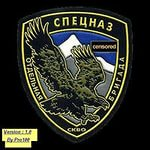 СПЕЦНАЗ
censored
ОТДЕЛЬНАЯ
БРИГАДА
СКВО
Version : 1.0
By Pro100